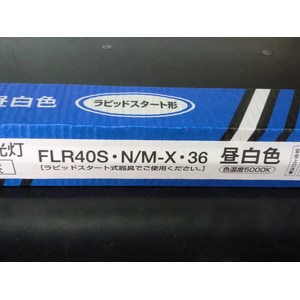 昼白色 ラピッドスタート形
光灯 FLR40S・N/M-X・36 昼白色
[ラピッドスタート式器具でご使用ください。] 色温度5000K